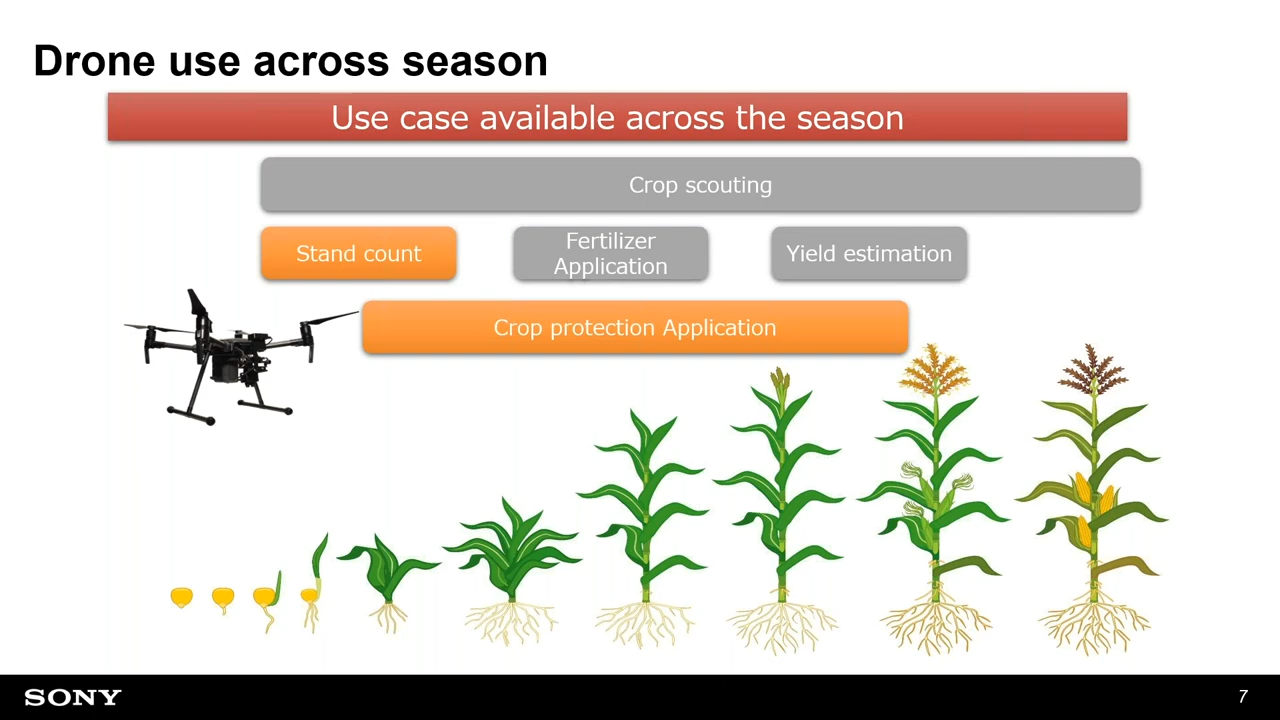 Drone use across season
Use case available across the season
Crop scouting
Stand count
Fertilizer
Application
Yield estimation
Crop protection Application
SONY
7